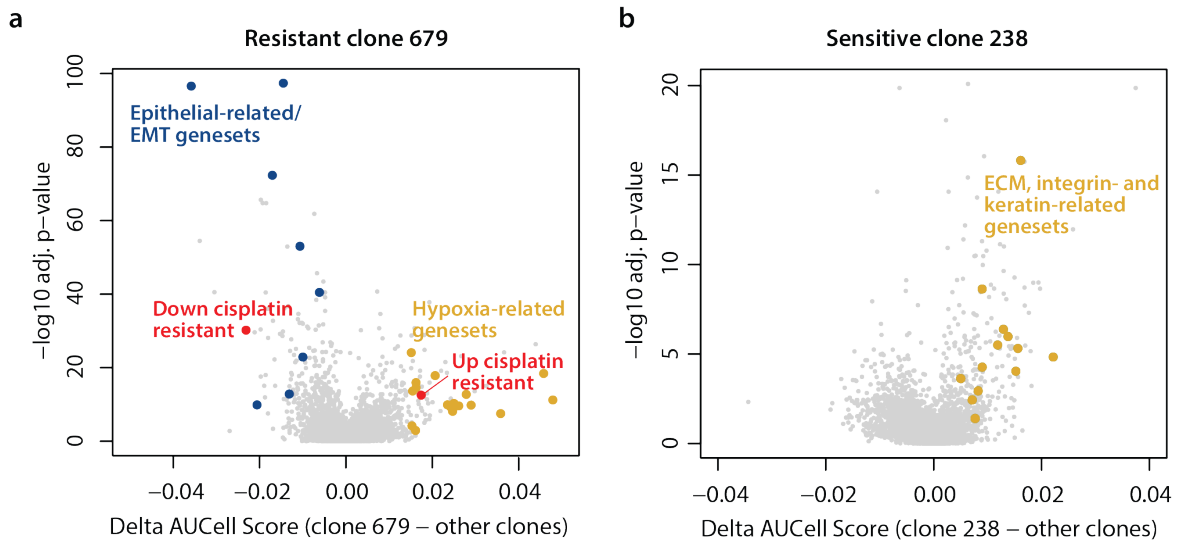 a
Resistant clone 679
100
80
60
40
20
0
−log10 adj. p−value
Epithelial-related/
EMT genesets
Down cisplatin
resistant
Hypoxia-related
genesets
Up cisplatin
resistant
−0.04
−0.02
0.00
0.02
0.04
Delta AUCell Score (clone 679 − other clones)
b
Sensitive clone 238
20
15
10
5
0
−log10 adj. p−value
ECM, integrin- and
keratin-related
genesets
−0.04
−0.02
0.00
0.02
0.04
Delta AUCell Score (clone 238 − other clones)